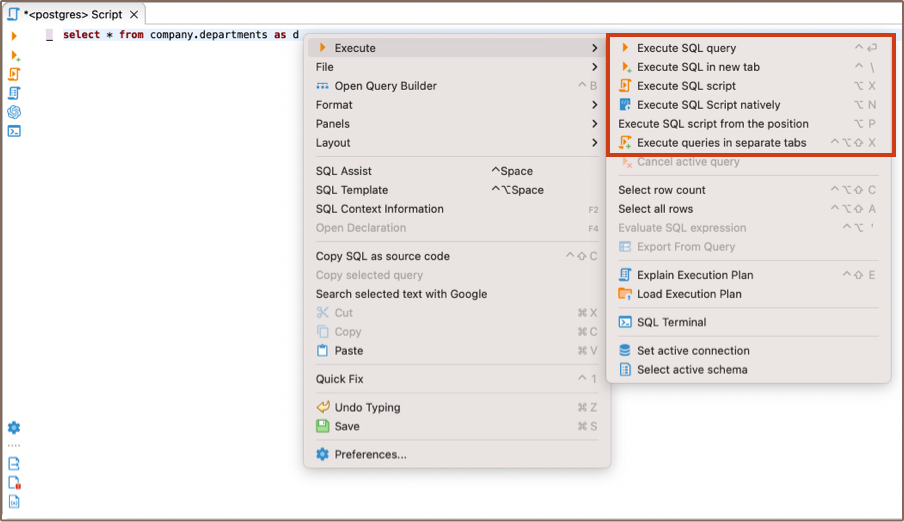 *<postgres> Script
select * from company.departments as d
Execute
File
Open Query Builder ^ B
Format
Panels
Layout
SQL Assist ^Space
SQL Template ^⌥Space
SQL Context Information F2
Open Declaration F4
Copy SQL as source code ^⇧ C
Copy selected query
Search selected text with Google
Cut ⌘ X
Copy ⌘ C
Paste ⌘ V
Quick Fix ^ 1
Undo Typing ⌘ Z
Save ⌘ S
Preferences...
Execute SQL query ^ ⏎
Execute SQL in new tab ^ \
Execute SQL script ⌥ X
Execute SQL Script natively ⌥ N
Execute SQL script from the position ⌥ P
Execute queries in separate tabs ^⌥⇧ X
Cancel active query
Select row count ^⌥⇧ C
Select all rows ^⌥⇧ A
Evaluate SQL expression ^⌥ '
Export From Query
Explain Execution Plan ^⇧ E
Load Execution Plan
SQL Terminal
Set active connection
Select active schema